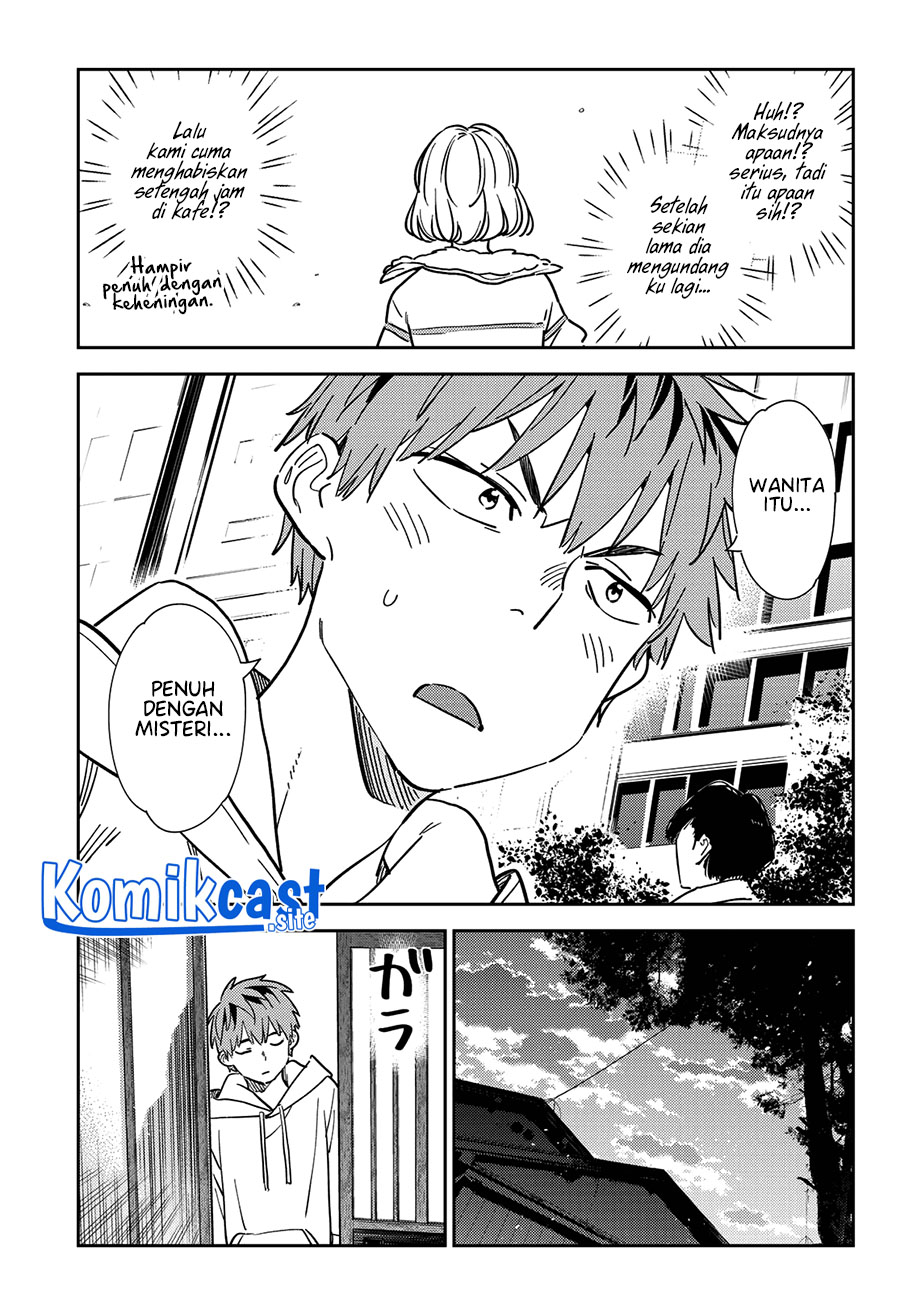 Huh!?
Maksudnya
apaan!?
serius, tadi
itu apaan
sih!?
Setelah
sekian
lama dia
mengundang
ku lagi...
Lalu
kami cuma
menghabiskan
setengah jam
di kafe!?
Hampir
penuh dengan
keheningan.
WANITA
ITU...
PENUH
DENGAN
MISTERI...
Komikcast
.site
ガラ